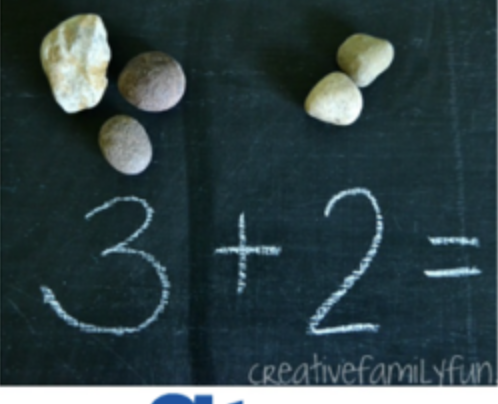 3 + 2 =
creativefamilyfun